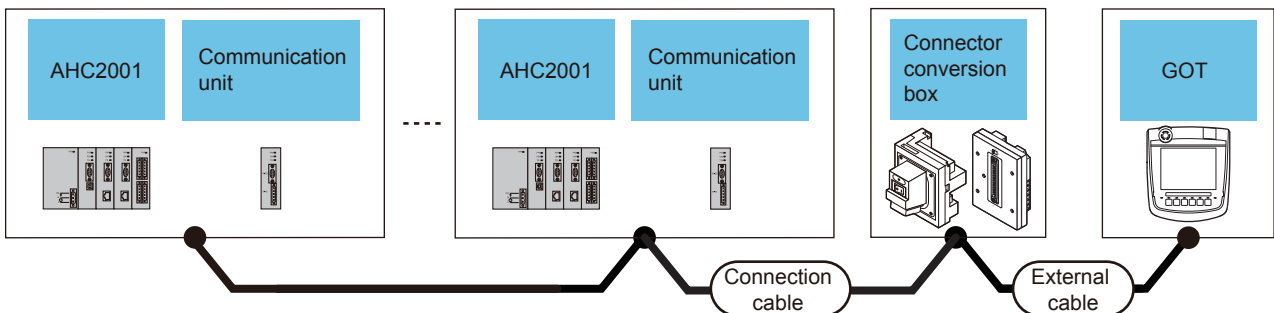 AHC2001
Communication
unit
AHC2001
Communication
unit
Connector
conversion
box
GOT
Connection
cable
External
cable